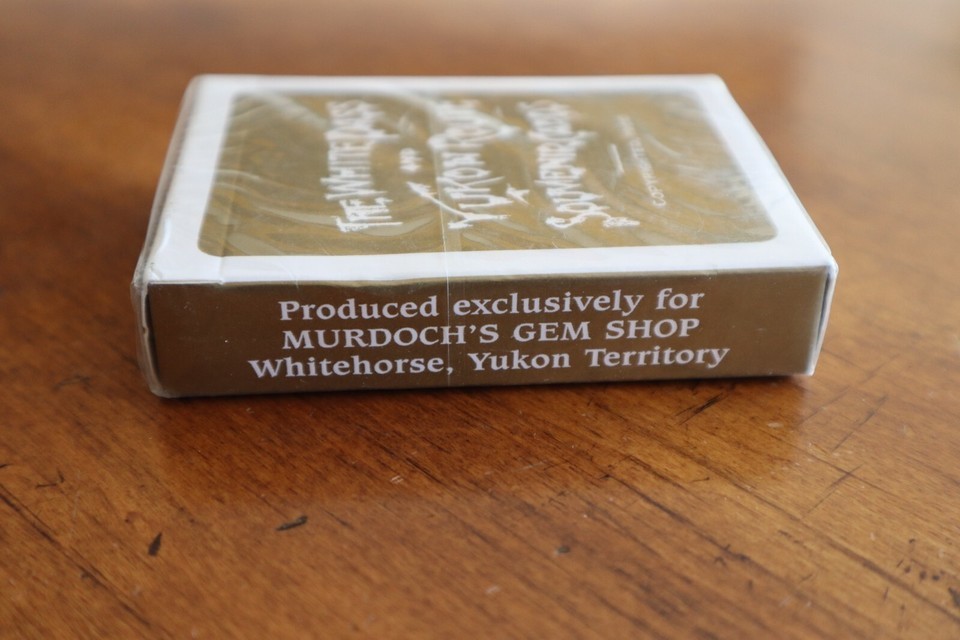 THE WHITE PASS
AND
YUKON ROUTE
SOUVENIR CARDS
Produced exclusively for
MURDOCH'S GEM SHOP
Whitehorse, Yukon Territory